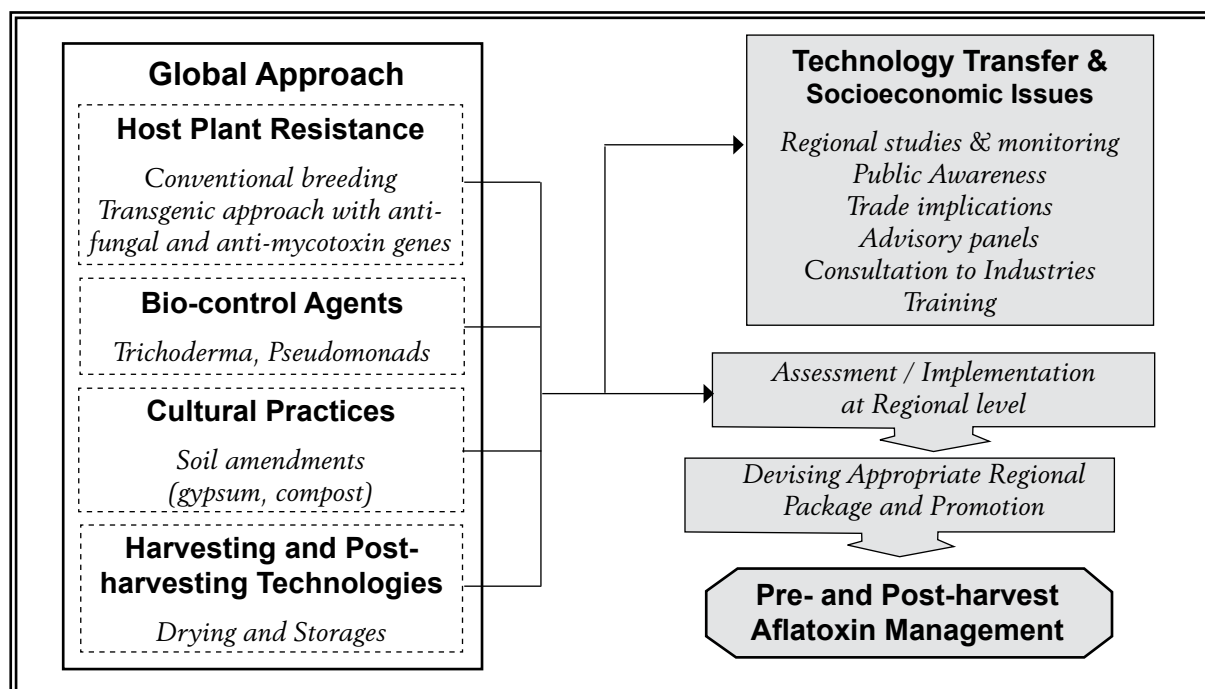 Global Approach
Host Plant Resistance
Conventional breeding
Transgenic approach with anti-
fungal and anti-mycotoxin genes
Bio-control Agents
Trichoderma, Pseudomonads
Cultural Practices
Soil amendments
(gypsum, compost)
Harvesting and Post-
harvesting Technologies
Drying and Storages
Technology Transfer &
Socioeconomic Issues
Regional studies & monitoring
Public Awareness
Trade implications
Advisory panels
Consultation to Industries
Training
Assessment / Implementation
at Regional level
Devising Appropriate Regional
Package and Promotion
Pre- and Post-harvest
Aflatoxin Management